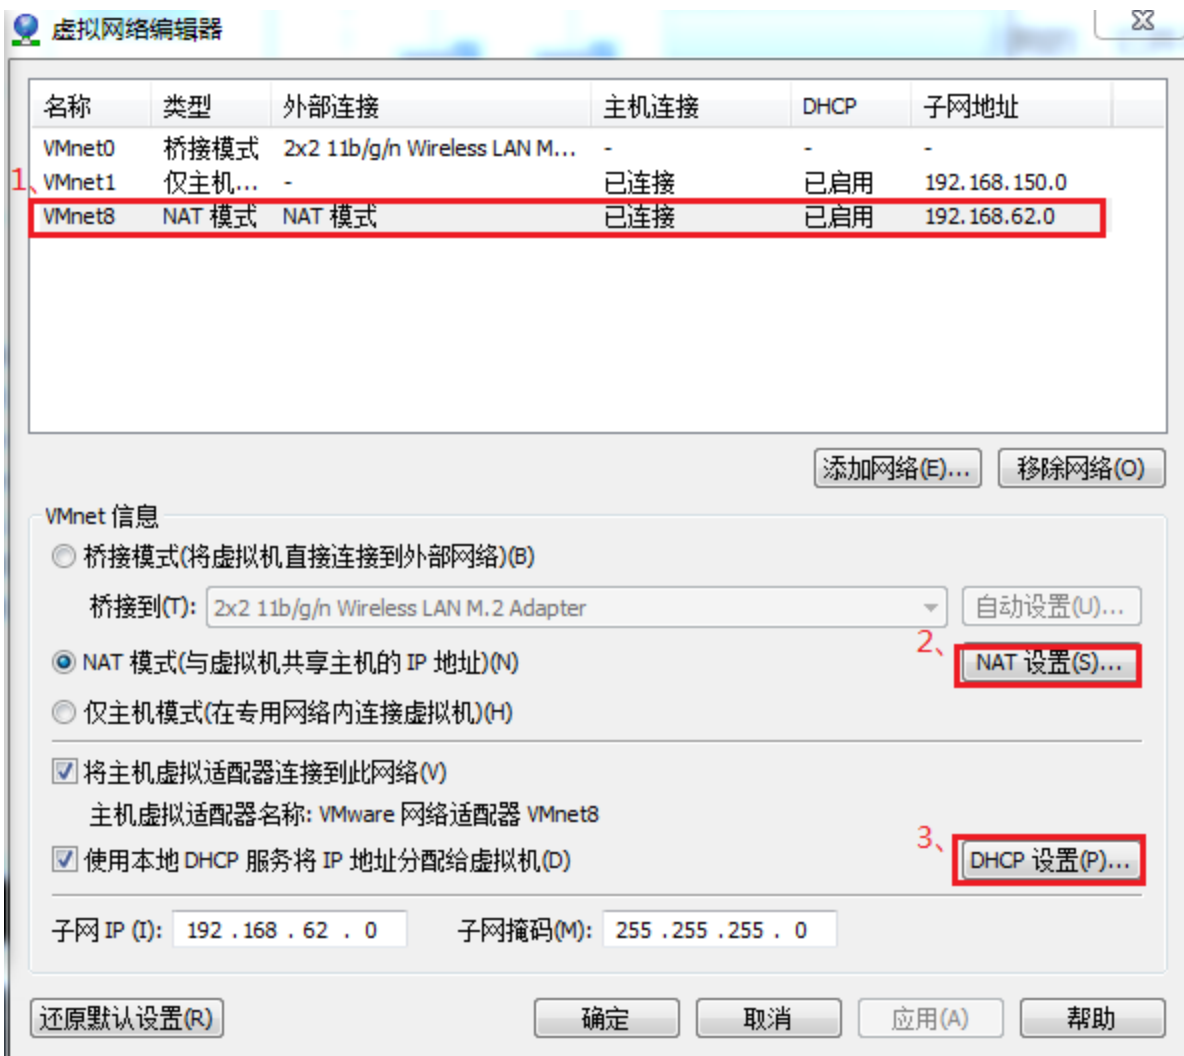 虚拟网络编辑器
名称 类型 外部连接 主机连接 DHCP 子网地址
VMnet0 桥接模式 2x2 11b/g/n Wireless LAN M... - - -
1、 VMnet1 仅主机... - 已连接 已启用 192.168.150.0
VMnet8 NAT 模式 NAT 模式 已连接 已启用 192.168.62.0
添加网络(E)... 移除网络(O)
VMnet 信息
桥接模式(将虚拟机直接连接到外部网络)(B)
桥接到(T): 2x2 11b/g/n Wireless LAN M.2 Adapter 自动设置(U)...
NAT 模式(与虚拟机共享主机的 IP 地址)(N) 2、 NAT 设置(S)...
仅主机模式(在专用网络内连接虚拟机)(H)
将主机虚拟适配器连接到此网络(V)
主机虚拟适配器名称: VMware 网络适配器 VMnet8
使用本地 DHCP 服务将 IP 地址分配给虚拟机(D) 3、 DHCP 设置(P)...
子网 IP (I): 192 . 168 . 62 . 0 子网掩码(M): 255 . 255 . 255 . 0
还原默认设置(R) 确定 取消 应用(A) 帮助